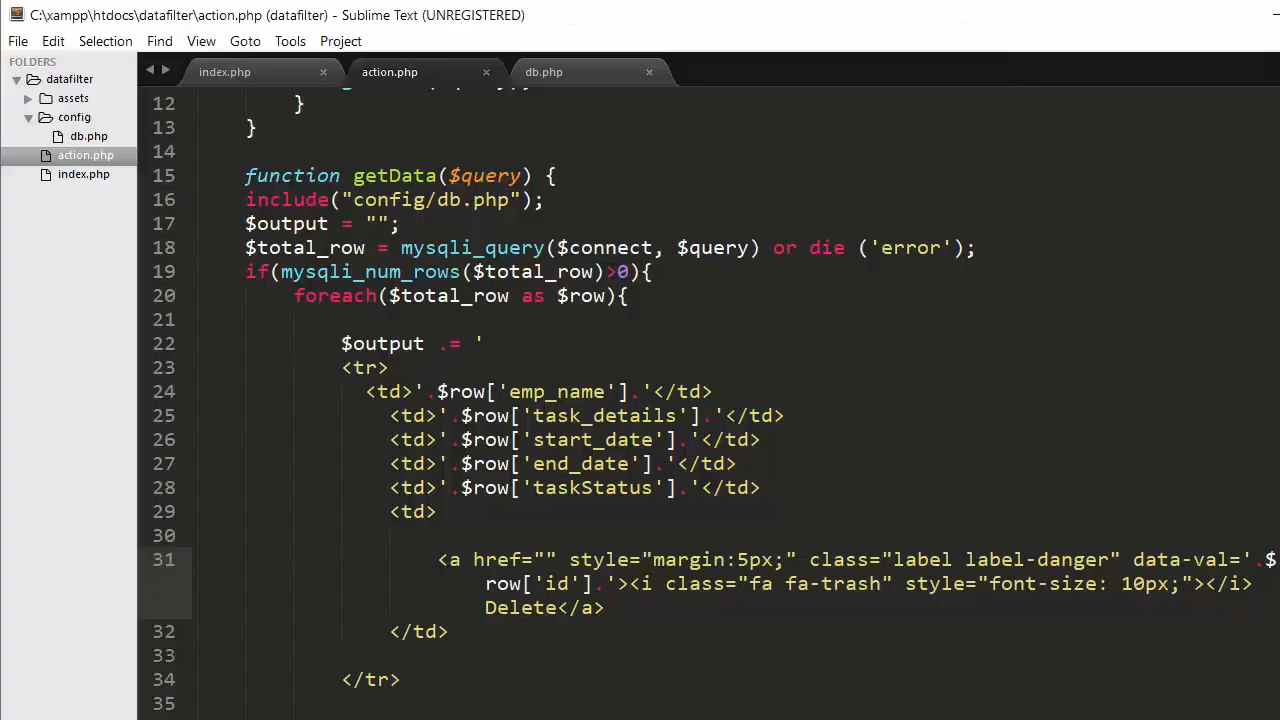 C:\xampp\htdocs\datafilter\action.php (datafilter) - Sublime Text (UNREGISTERED)
File Edit Selection Find View Goto Tools Project
FOLDERS
datafilter
assets
config
db.php
action.php
index.php
index.php × action.php × db.php ×
12 }
13 }
14
15 function getData($query) {
16 include("config/db.php");
17 $output = "";
18 $total_row = mysqli_query($connect, $query) or die ('error');
19 if(mysqli_num_rows($total_row)>0){
20 foreach($total_row as $row){
21
22 $output .= '
23 <tr>
24 <td>'.$row['emp_name'].'</td>
25 <td>'.$row['task_details'].'</td>
26 <td>'.$row['start_date'].'</td>
27 <td>'.$row['end_date'].'</td>
28 <td>'.$row['taskStatus'].'</td>
29 <td>
30
31 <a href="" style="margin:5px;" class="label label-danger" data-val='.$
row['id'].'><i class="fa fa-trash" style="font-size: 10px;"></i>
Delete</a>
32 </td>
33
34 </tr>
35